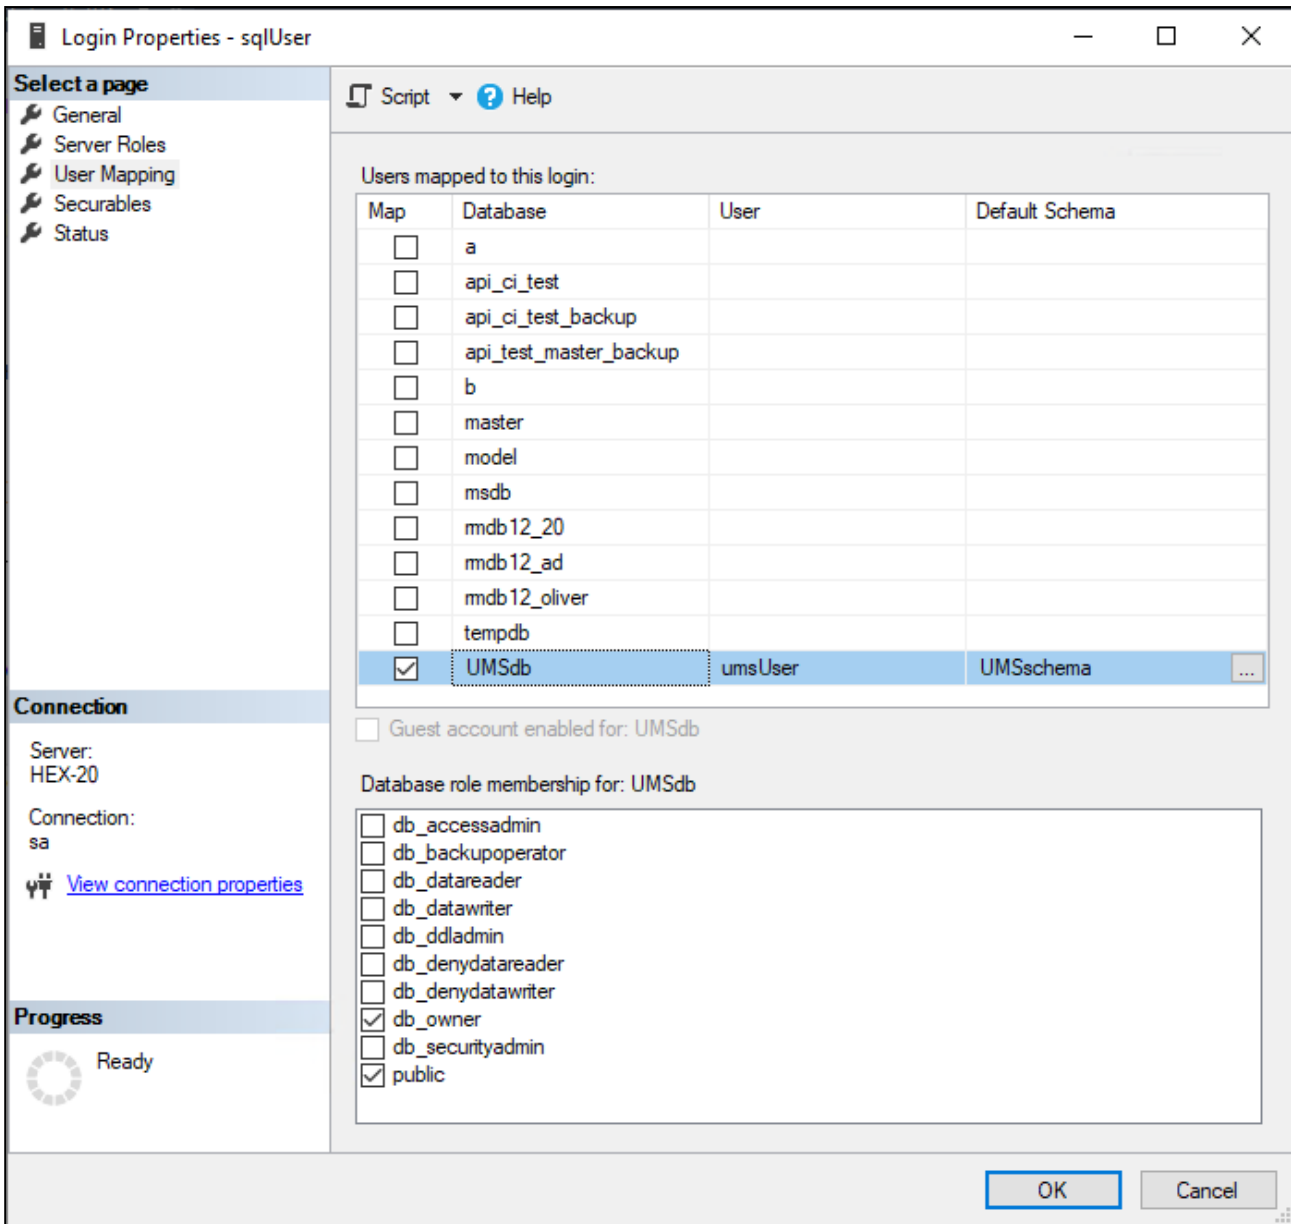 Login Properties - sqlUser
Select a page
General
Server Roles
User Mapping
Securables
Status
Script
Help
Users mapped to this login:
Map Database User Default Schema
a
api_ci_test
api_ci_test_backup
api_test_master_backup
b
master
model
msdb
rmdb12_20
rmdb12_ad
rmdb12_oliver
tempdb
UMSdb umsUser UMSschema ...
Guest account enabled for: UMSdb
Database role membership for: UMSdb
db_accessadmin
db_backupoperator
db_datareader
db_datawriter
db_ddladmin
db_denydatareader
db_denydatawriter
db_owner
db_securityadmin
public
Connection
Server:
HEX-20
Connection:
sa
View connection properties
Progress
Ready
OK Cancel